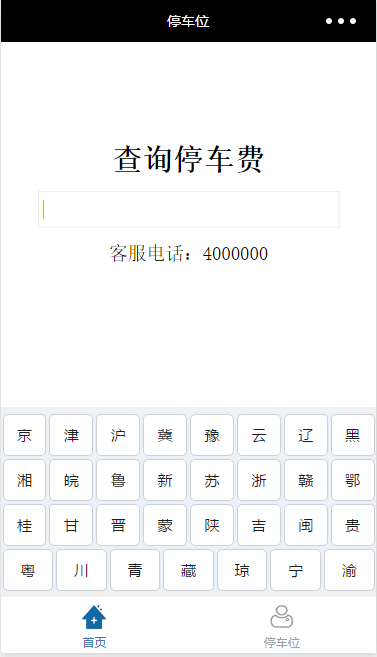 停车位
查询停车费
客服电话：4000000
京 津 沪 冀 豫 云 辽 黑
湘 皖 鲁 新 苏 浙 赣 鄂
桂 甘 晋 蒙 陕 吉 闽 贵
粤 川 青 藏 琼 宁 渝
首页 停车位